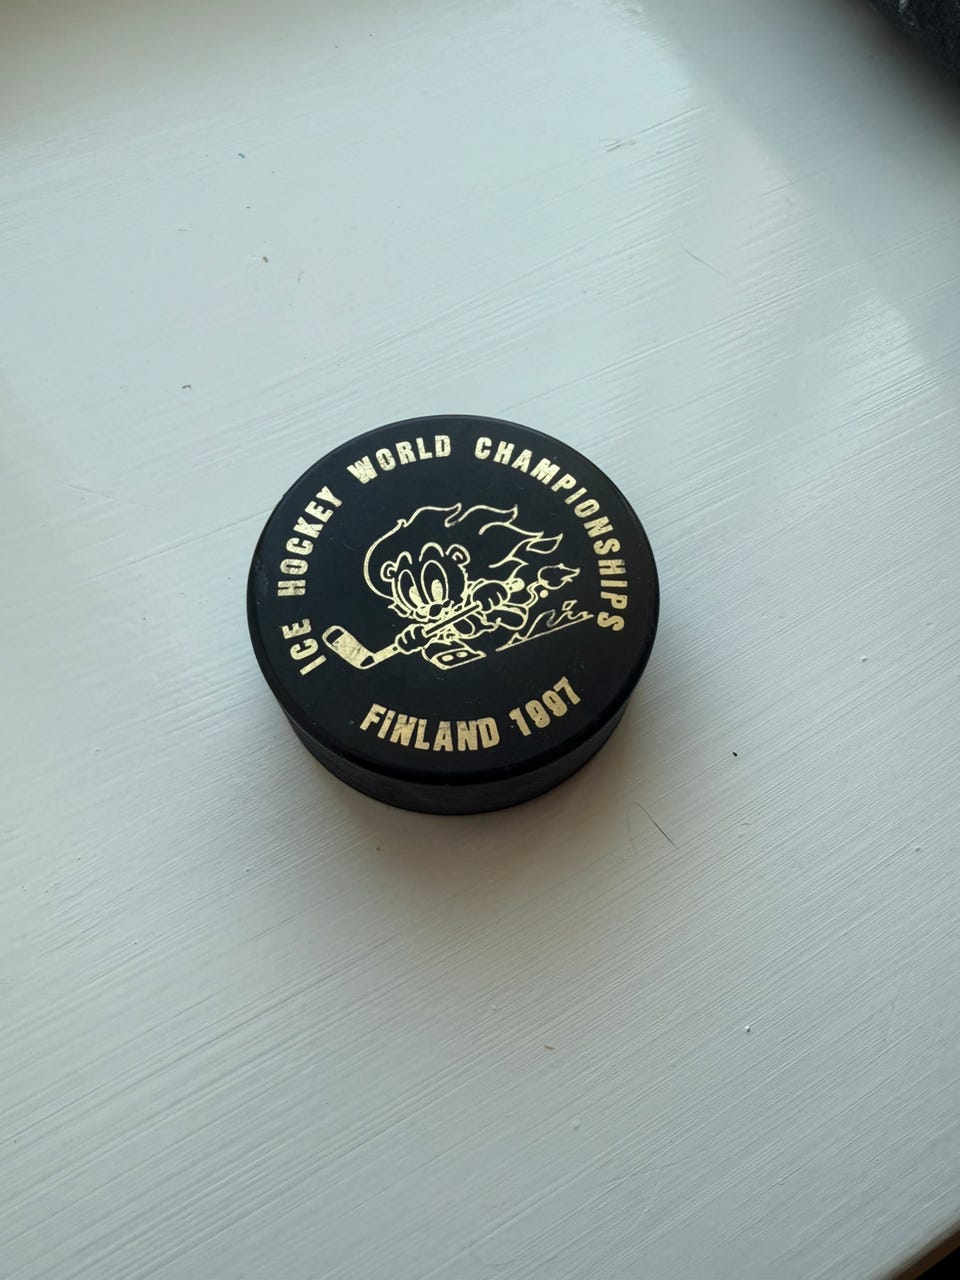 ICE HOCKEY WORLD CHAMPIONSHIPS
FINLAND 1997